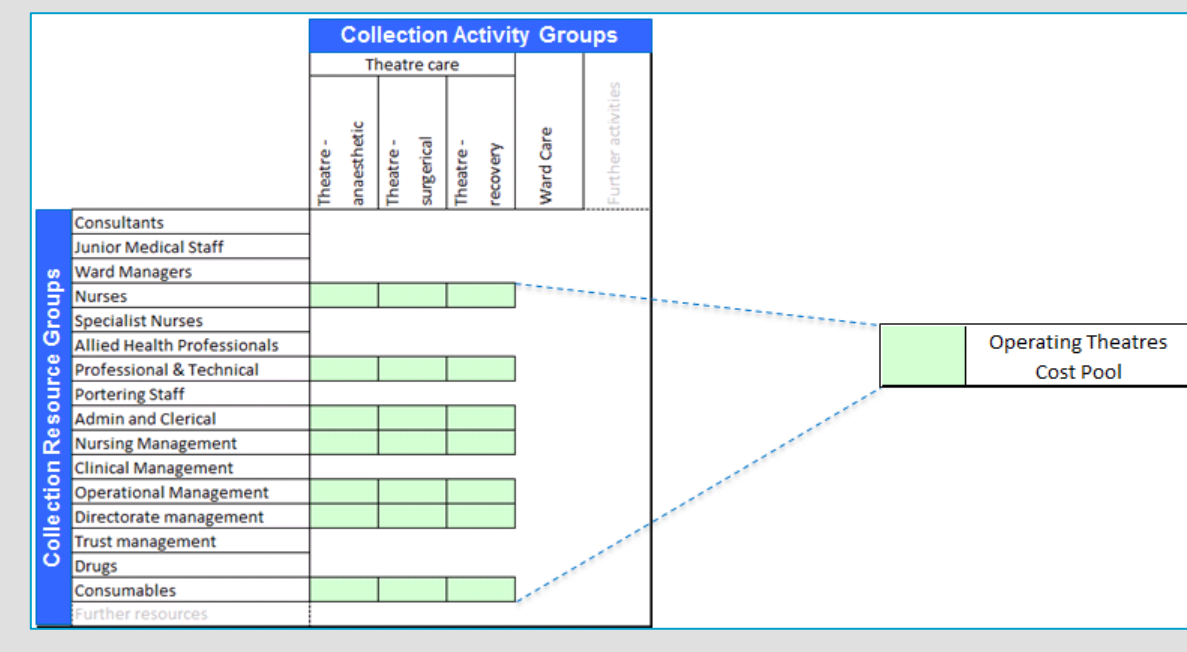 Collection Activity Groups
Theatre care
Theatre -
anaesthetic
Theatre -
surgerical
Theatre -
recovery
Ward Care
Further activities
Collection Resource Groups
Consultants
Junior Medical Staff
Ward Managers
Nurses
Specialist Nurses
Allied Health Professionals
Professional & Technical
Portering Staff
Admin and Clerical
Nursing Management
Clinical Management
Operational Management
Directorate management
Trust management
Drugs
Consumables
Further resources
Operating Theatres
Cost Pool